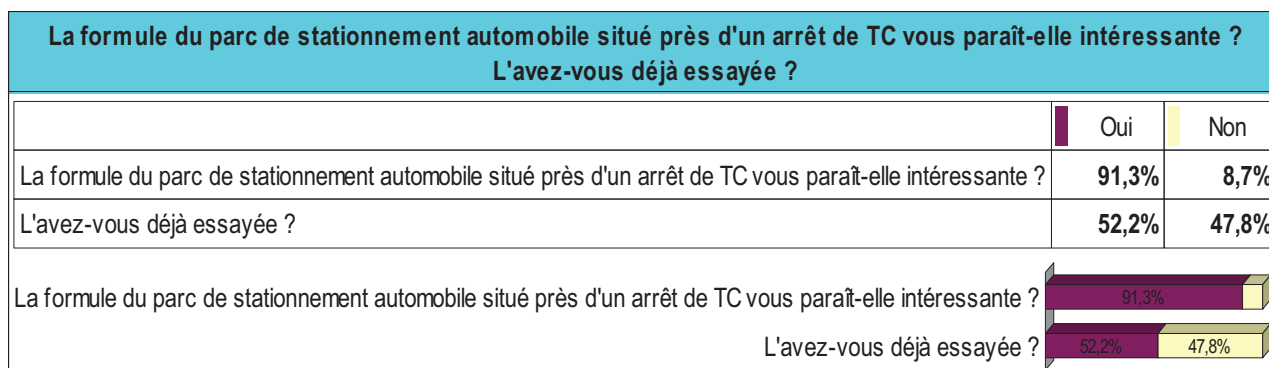 La formule du parc de stationnement automobile situé près d'un arrêt de TC vous paraît-elle intéressante ?
L'avez-vous déjà essayée ?
Oui Non
La formule du parc de stationnement automobile situé près d'un arrêt de TC vous paraît-elle intéressante ? 91,3% 8,7%
L'avez-vous déjà essayée ? 52,2% 47,8%
La formule du parc de stationnement automobile situé près d'un arrêt de TC vous paraît-elle intéressante ? 91,3%
L'avez-vous déjà essayée ? 52,2% 47,8%